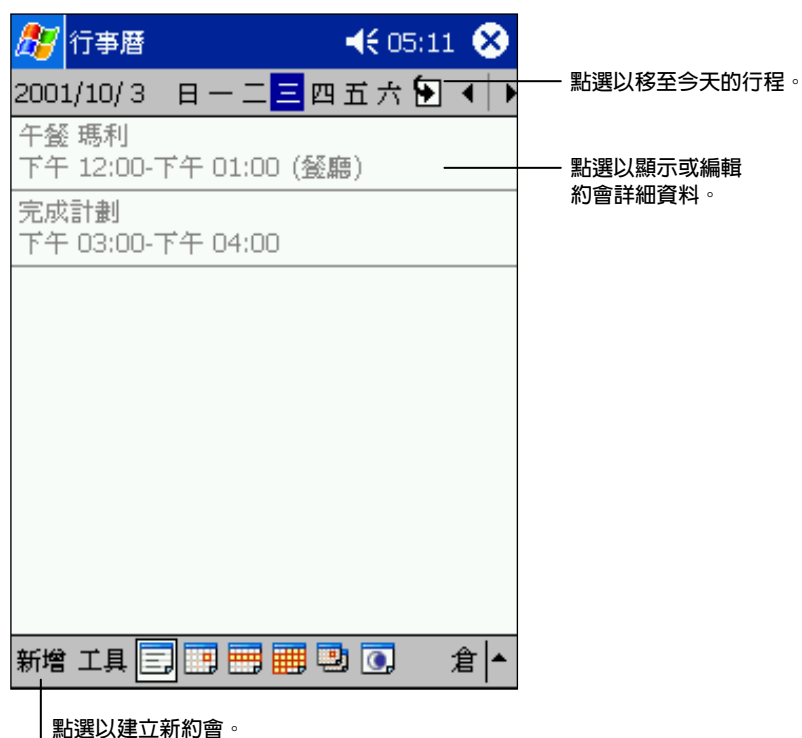 行事曆 05:11
2001/10/ 3 日 一 二 三 四 五 六
點選以移至今天的行程。
午餐 瑪利
下午 12:00-下午 01:00 (餐廳)
點選以顯示或編輯
約會詳細資料。
完成計劃
下午 03:00-下午 04:00
新增 工具 倉
點選以建立新約會。